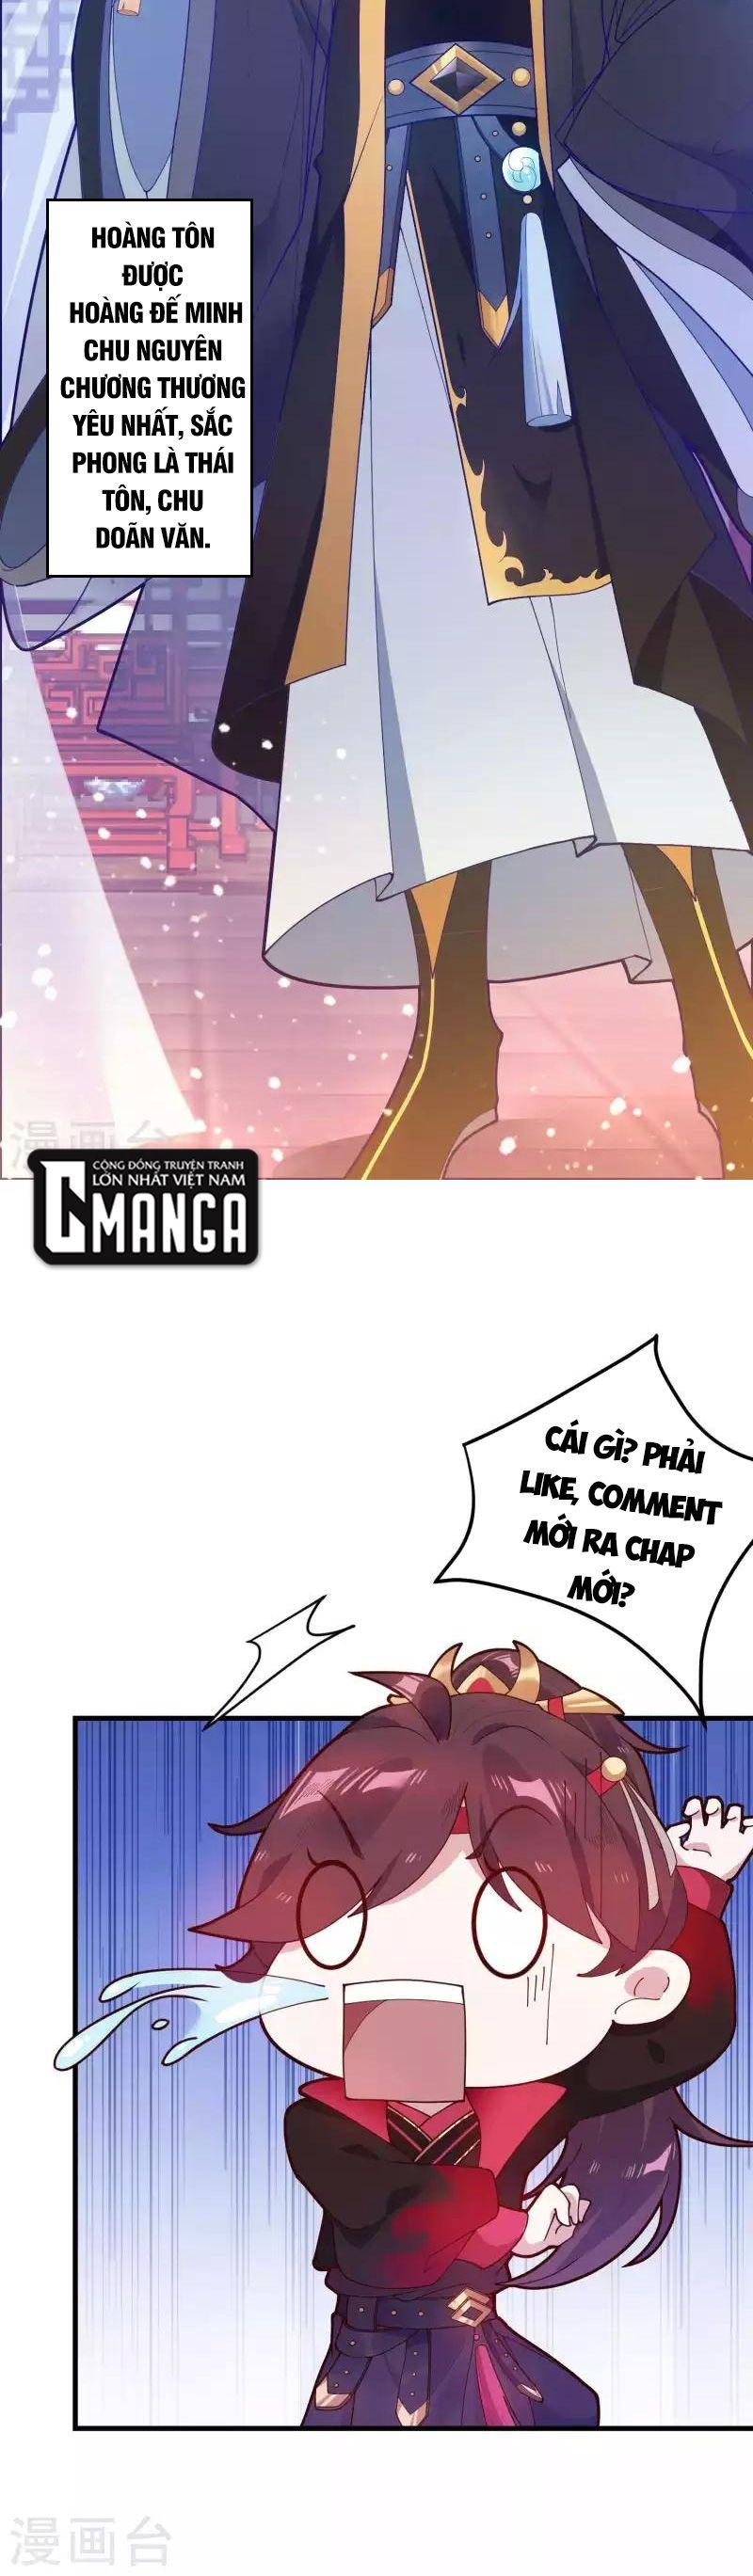 HOÀNG TÔN
ĐƯỢC
HOÀNG ĐẾ MINH
CHU NGUYÊN
CHƯƠNG THƯƠNG
YÊU NHẤT, SẮC
PHONG LÀ THÁI
TÔN, CHU
DOÃN VĂN.
漫画台
CỘNG ĐỒNG TRUYỆN TRANH
LỚN NHẤT VIỆT NAM
CMANGA
CÁI GÌ? PHẢI
LIKE, COMMENT
MỚI RA CHAP
MỚI?
漫画台